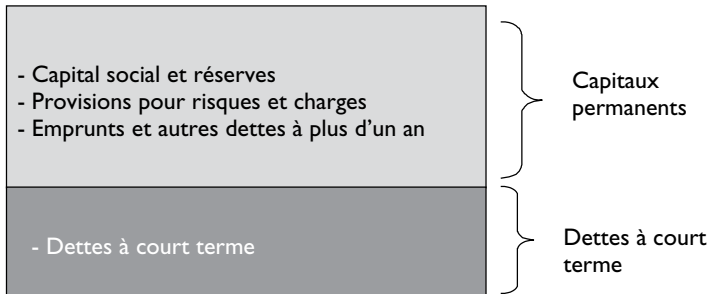 - Capital social et réserves
- Provisions pour risques et charges
- Emprunts et autres dettes à plus d’un an
Capitaux
permanents
- Dettes à court terme
Dettes à court
terme